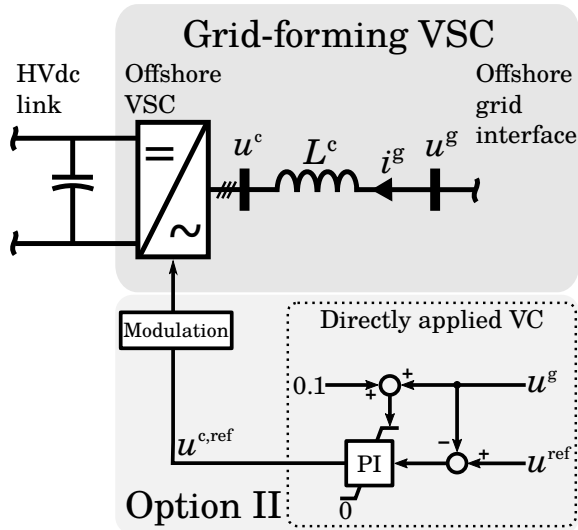 Grid-forming VSC
HVdc
link
Offshore
VSC
Offshore
grid
interface
u^c
L^c
i^g
u^g
=
~
Modulation
Directly applied VC
0.1
+
+
u^g
u^{c,ref}
PI
−
+
u^{ref}
0
Option II